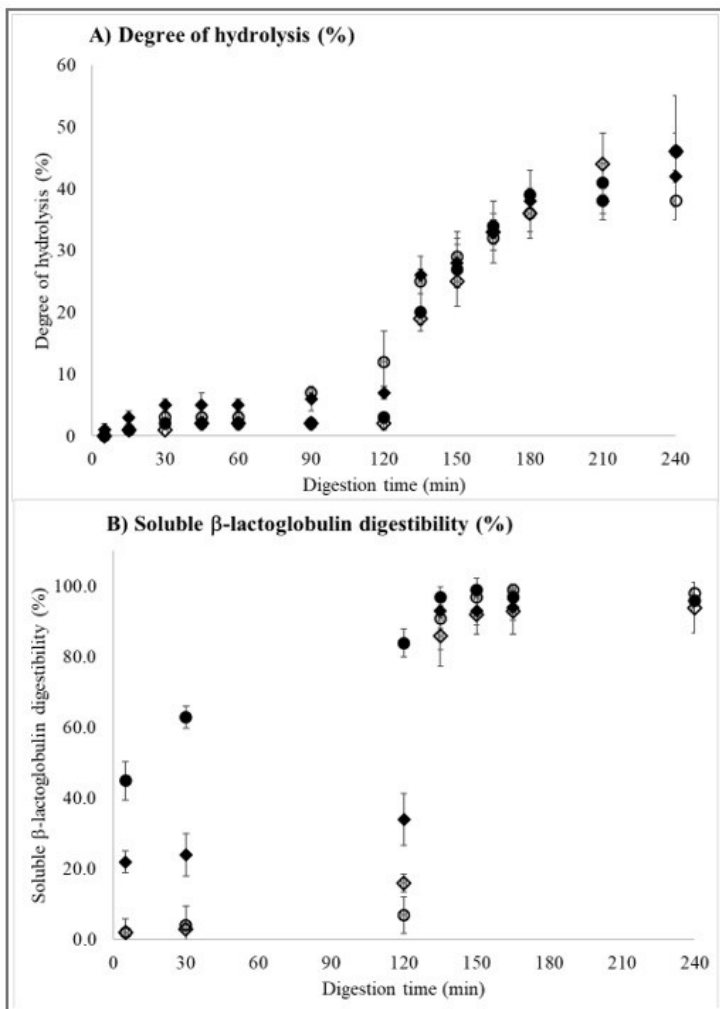 A) Degree of hydrolysis (%)
60
50
40
30
20
10
0
Degree of hydrolysis (%)
0 30 60 90 120 150 180 210 240
Digestion time (min)
B) Soluble β-lactoglobulin digestibility (%)
100.0
80.0
60.0
40.0
20.0
0.0
Soluble β-lactoglobulin digestibility (%)
0 30 60 90 120 150 180 210 240
Digestion time (min)